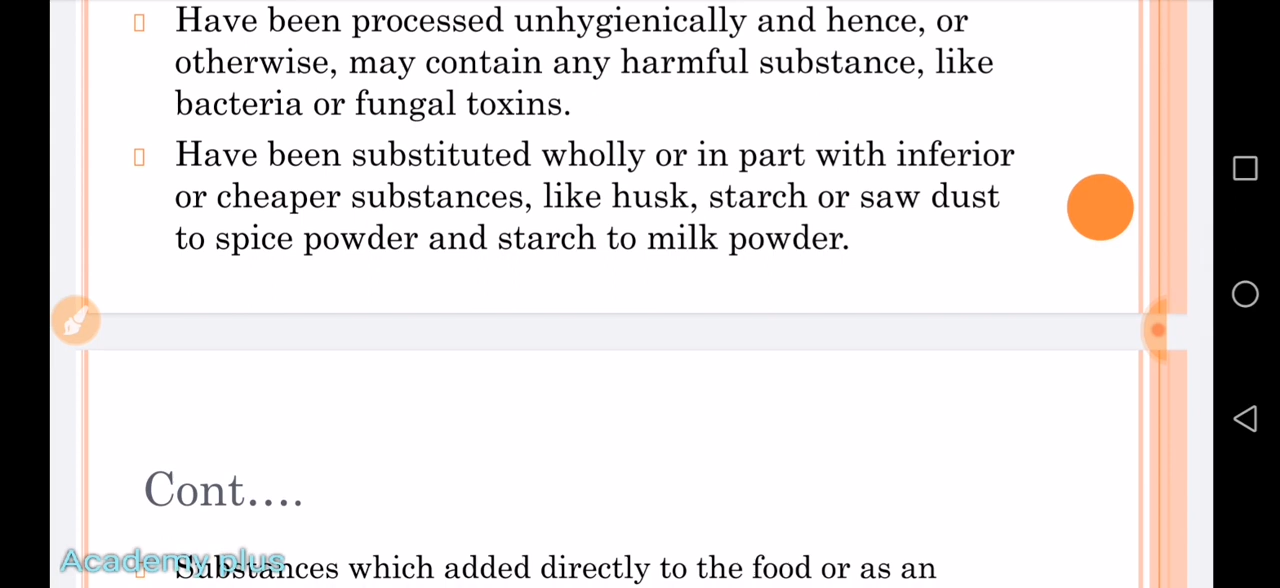 Have been processed unhygienically and hence, or
otherwise, may contain any harmful substance, like
bacteria or fungal toxins.
Have been substituted wholly or in part with inferior
or cheaper substances, like husk, starch or saw dust
to spice powder and starch to milk powder.
Cont....
Academy plus
Substances which added directly to the food or as an